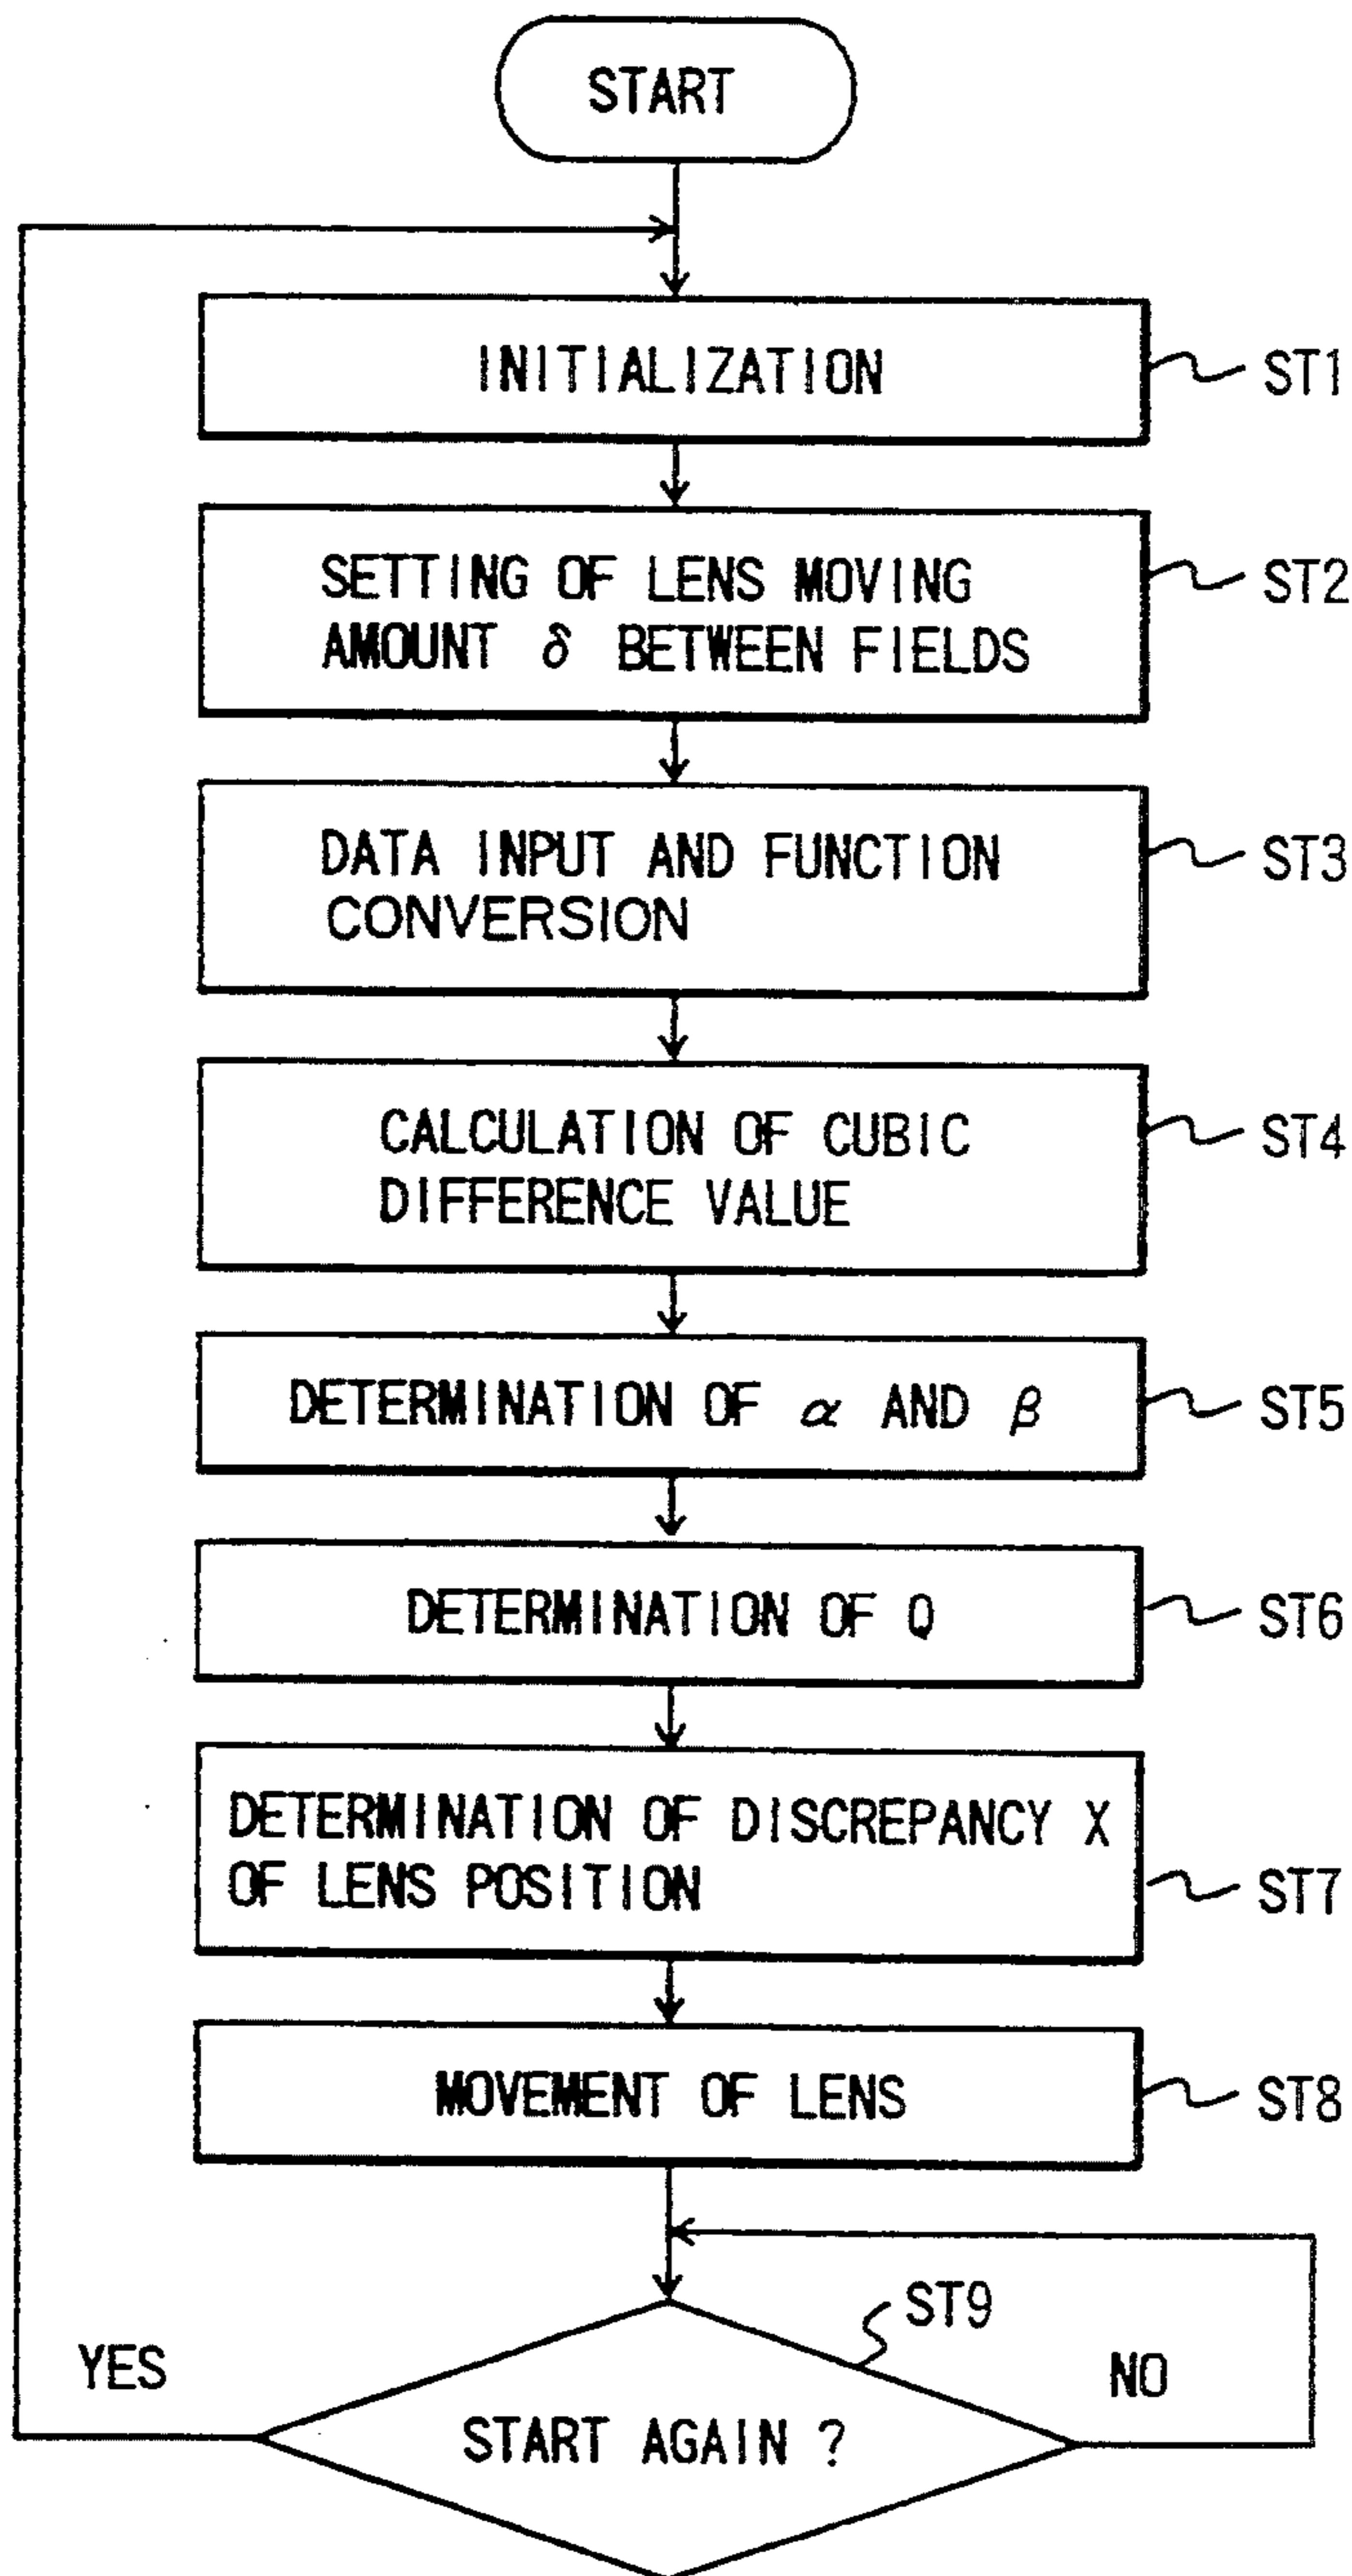 START
INITIALIZATION
ST1
SETTING OF LENS MOVING
AMOUNT δ BETWEEN FIELDS
ST2
DATA INPUT AND FUNCTION
CONVERSION
ST3
CALCULATION OF CUBIC
DIFFERENCE VALUE
ST4
DETERMINATION OF α AND β
ST5
DETERMINATION OF Q
ST6
DETERMINATION OF DISCREPANCY X
OF LENS POSITION
ST7
MOVEMENT OF LENS
ST8
ST9
YES
NO
START AGAIN ?